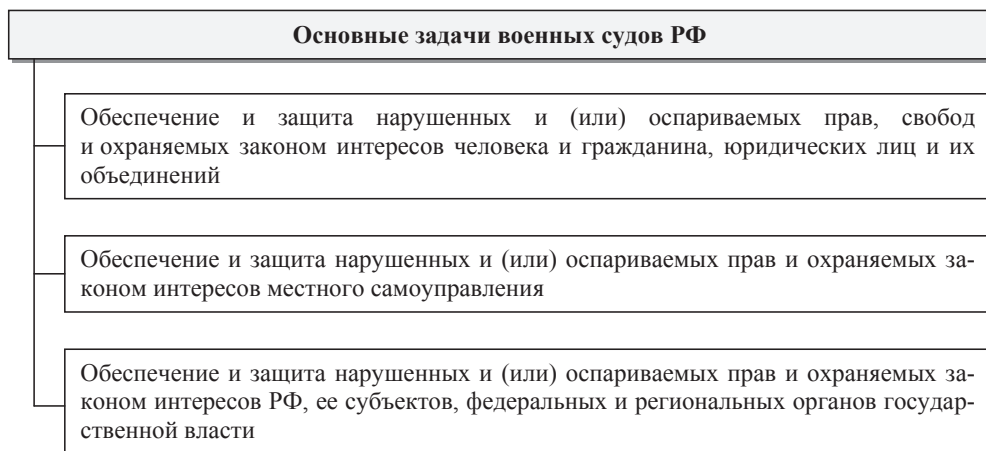 Основные задачи военных судов РФ
Обеспечение и защита нарушенных и (или) оспариваемых прав, свобод
и охраняемых законом интересов человека и гражданина, юридических лиц и их
объединений
Обеспечение и защита нарушенных и (или) оспариваемых прав и охраняемых за-
коном интересов местного самоуправления
Обеспечение и защита нарушенных и (или) оспариваемых прав и охраняемых за-
коном интересов РФ, ее субъектов, федеральных и региональных органов государ-
ственной власти